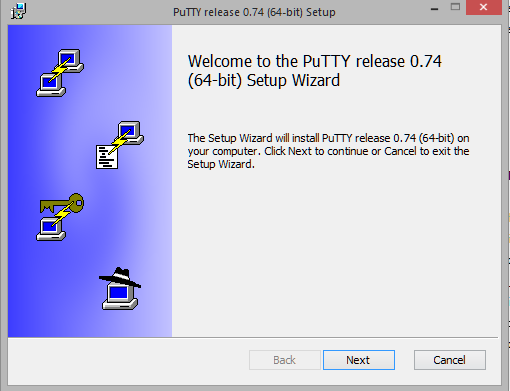 PuTTY release 0.74 (64-bit) Setup
Welcome to the PuTTY release 0.74
(64-bit) Setup Wizard
The Setup Wizard will install PuTTY release 0.74 (64-bit) on
your computer. Click Next to continue or Cancel to exit the
Setup Wizard.
Back
Next
Cancel